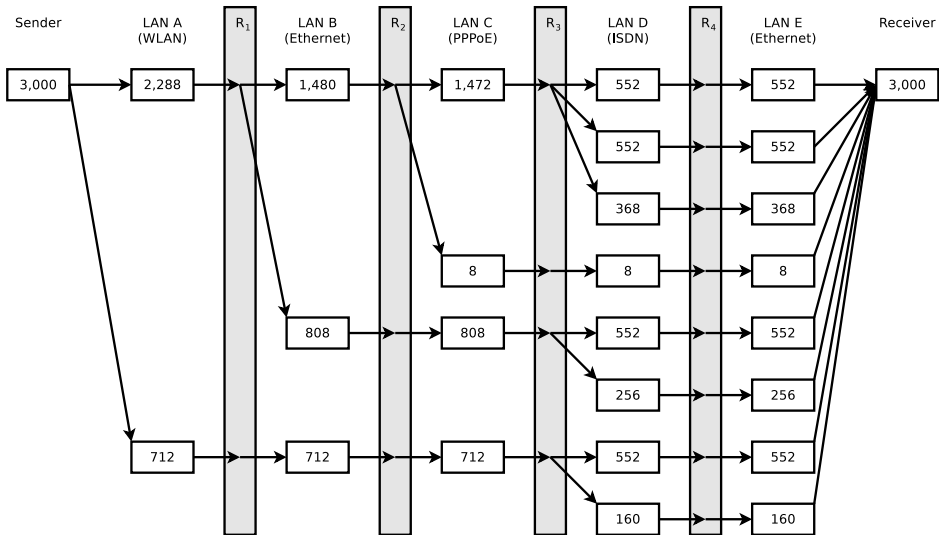 Sender LAN A R1 LAN B R2 LAN C R3 LAN D R4 LAN E Receiver
(WLAN) (Ethernet) (PPPoE) (ISDN) (Ethernet)
3,000 2,288 1,480 1,472 552 552 3,000
552 552
368 368
8 8 8
808 808 552 552
256 256
712 712 712 552 552
160 160